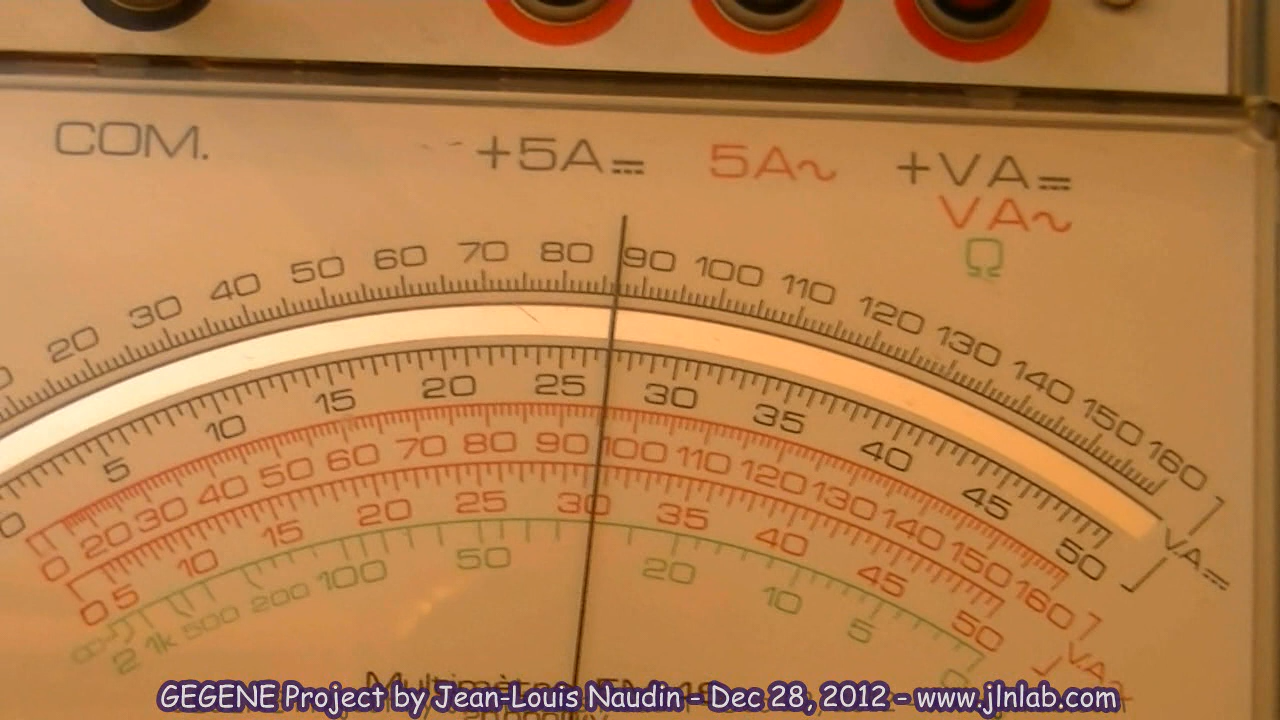 COM. +5A⎓ 5A~ +VA⎓
VA~
Ω
20 30 40 50 60 70 80 90 100 110 120 130 140 150 160
0 5 10 15 20 25 30 35 40 45 50 VA⎓
0 20 30 40 50 60 70 80 90 100 110 120 130 140 150 160
0 5 10 15 20 25 30 35 40 45 50 VA~
∞ 2 1k 500 200 100 50 20 10 5 0
GEGENE Project by Jean-Louis Naudin - Dec 28, 2012 - www.jlnlab.com